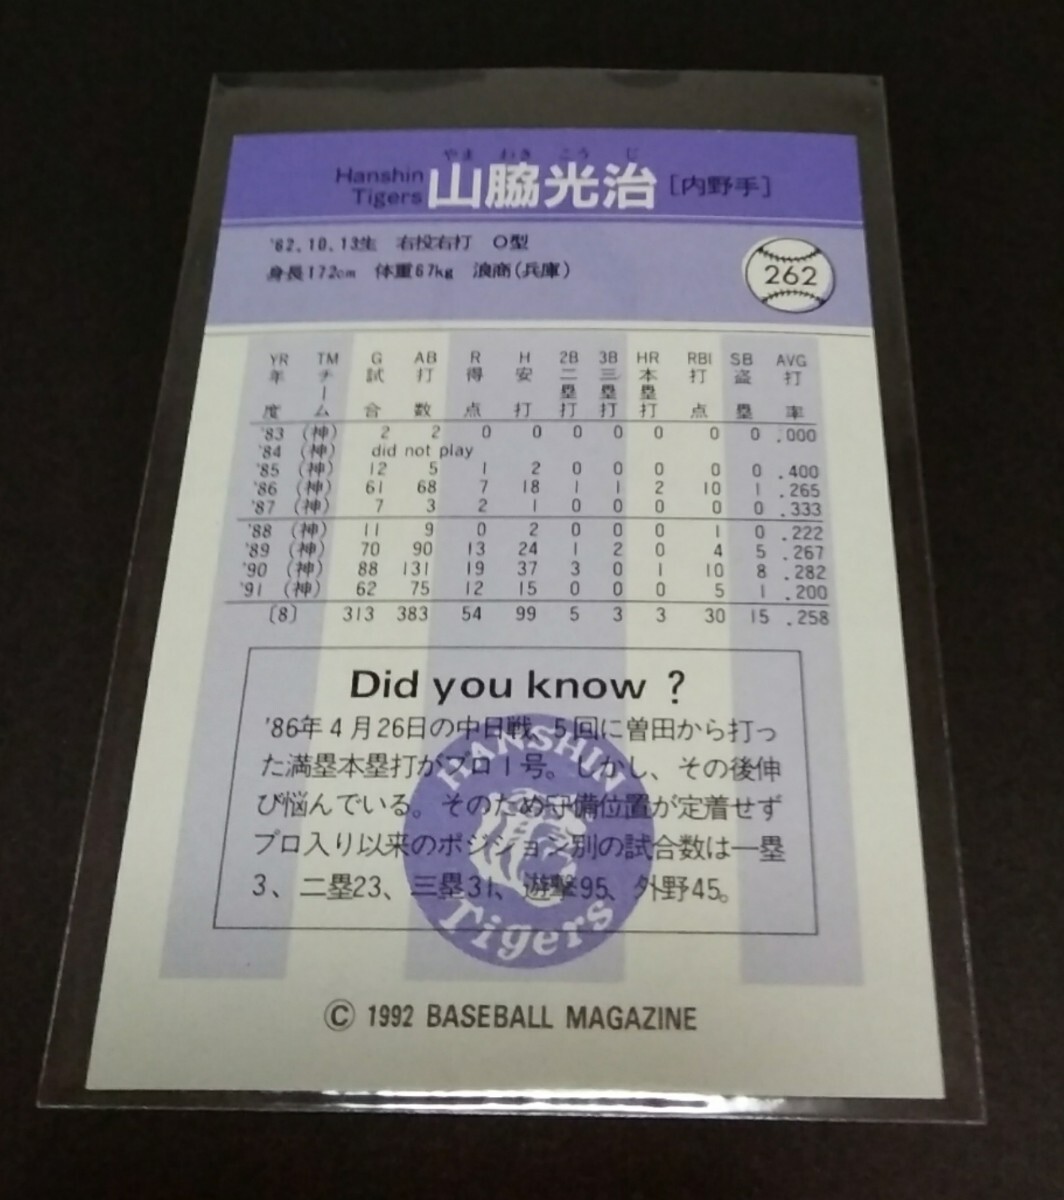 やま わき こう じ
Hanshin Tigers 山脇光治 [内野手]
'62.10.13生 右投右打 O型
身長172cm 体重67kg 浪商(兵庫)
262
YR TM G AB R H 2B 3B HR RBI SB AVG
年度 チーム 試合 打数 得点 安打 二塁打 三塁打 本塁打 打点 盗塁 打率
'83 (神) 2 2 0 0 0 0 0 0 0 .000
'84 (神) did not play
'85 (神) 12 5 1 2 0 0 0 0 0 .400
'86 (神) 61 68 7 18 1 1 2 10 1 .265
'87 (神) 7 3 2 1 0 0 0 0 0 .333
'88 (神) 11 9 0 2 0 0 0 1 0 .222
'89 (神) 70 90 13 24 1 2 0 4 5 .267
'90 (神) 88 131 19 37 3 0 1 10 8 .282
'91 (神) 62 75 12 15 0 0 0 5 1 .200
〔8〕 313 383 54 99 5 3 3 30 15 .258
Did you know ?
'86年4月26日の中日戦、5回に曽田から打っ
た満塁本塁打がプロ1号。しかし、その後伸
び悩んでいる。そのため守備位置が定着せず
プロ入り以来のポジション別の試合数は一塁
3、二塁23、三塁31、遊撃95、外野45。
HANSHIN
Tigers
© 1992 BASEBALL MAGAZINE